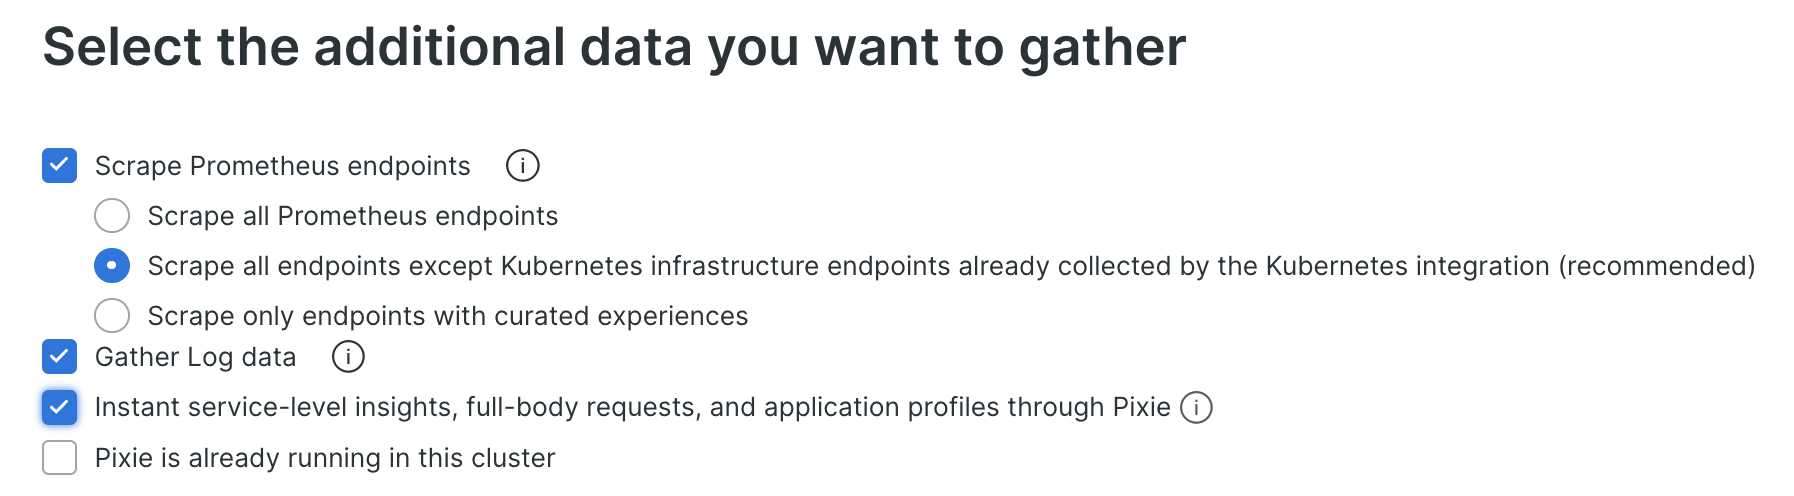 Select the additional data you want to gather
Scrape Prometheus endpoints
Scrape all Prometheus endpoints
Scrape all endpoints except Kubernetes infrastructure endpoints already collected by the Kubernetes integration (recommended)
Scrape only endpoints with curated experiences
Gather Log data
Instant service-level insights, full-body requests, and application profiles through Pixie
Pixie is already running in this cluster